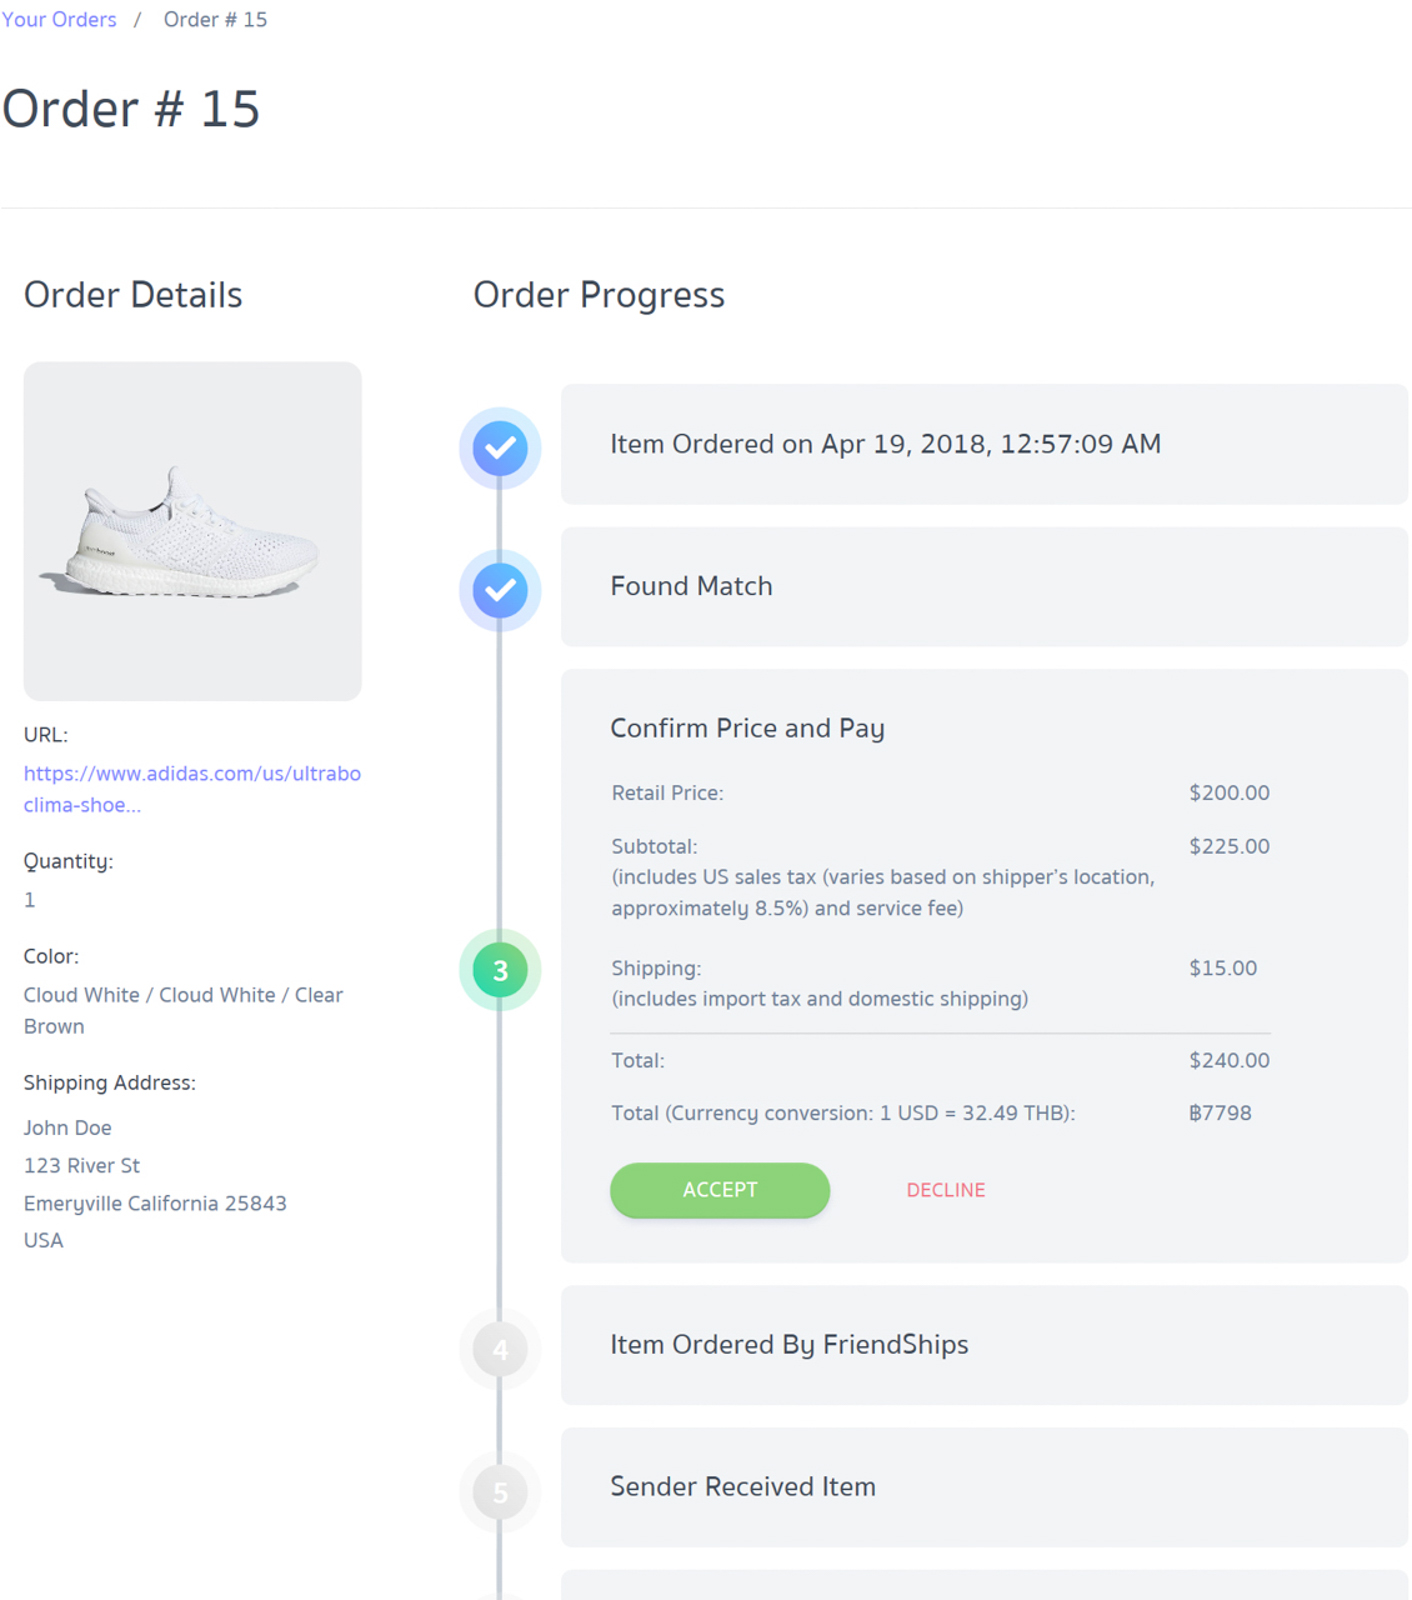 Your Orders / Order # 15
Order # 15
Order Details
URL:
https://www.adidas.com/us/ultrabo
clima-shoe...
Quantity:
1
Color:
Cloud White / Cloud White / Clear
Brown
Shipping Address:
John Doe
123 River St
Emeryville California 25843
USA
Order Progress
Item Ordered on Apr 19, 2018, 12:57:09 AM
Found Match
3
Confirm Price and Pay
Retail Price: $200.00
Subtotal: $225.00
(includes US sales tax (varies based on shipper's location,
approximately 8.5%) and service fee)
Shipping: $15.00
(includes import tax and domestic shipping)
Total: $240.00
Total (Currency conversion: 1 USD = 32.49 THB): ฿7798
ACCEPT DECLINE
4 Item Ordered By FriendShips
5 Sender Received Item